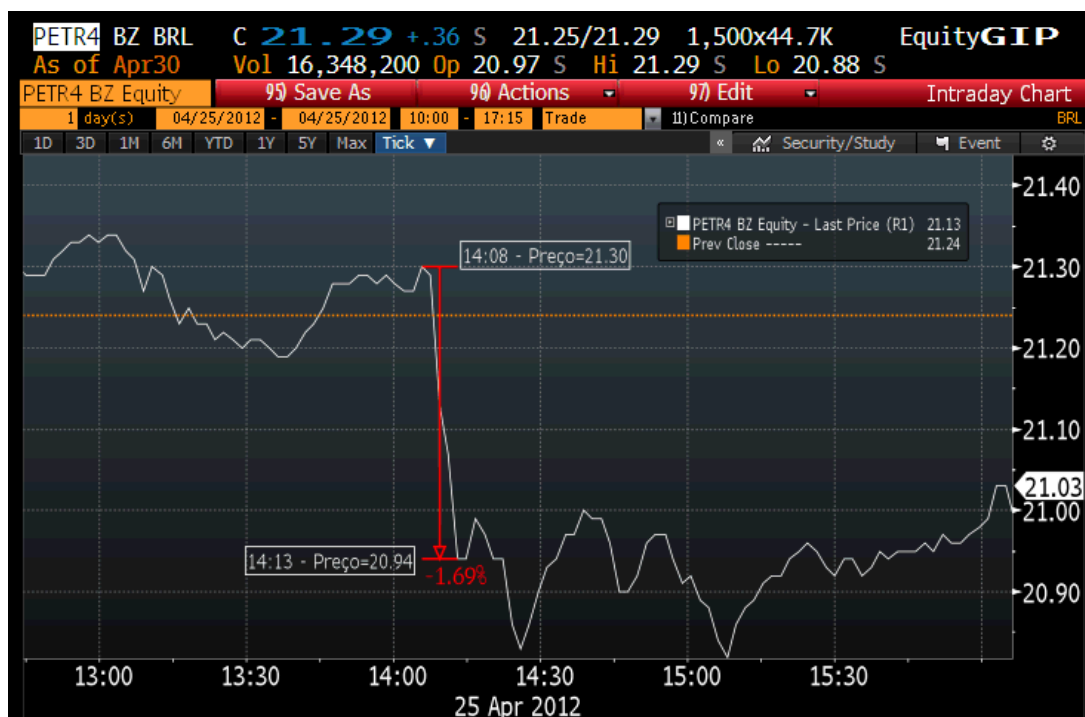 PETR4 BZ BRL C 21.29 +.36 S 21.25/21.29 1,500x44.7K EquityGIP
As of Apr30 Vol 16,348,200 Op 20.97 S Hi 21.29 S Lo 20.88 S
PETR4 BZ Equity 95) Save As 96) Actions 97) Edit Intraday Chart
1 day(s) 04/25/2012 - 04/25/2012 10:00 - 17:15 Trade 11) Compare BRL
1D 3D 1M 6M YTD 1Y 5Y Max Tick ▼ « Security/Study Event
21.40
PETR4 BZ Equity - Last Price (R1) 21.13
Prev Close ----- 21.24
14:08 - Preço=21.30
21.30
21.20
21.10
21.03
21.00
14:13 - Preço=20.94
-1.69%
20.90
13:00 13:30 14:00 14:30 15:00 15:30
25 Apr 2012